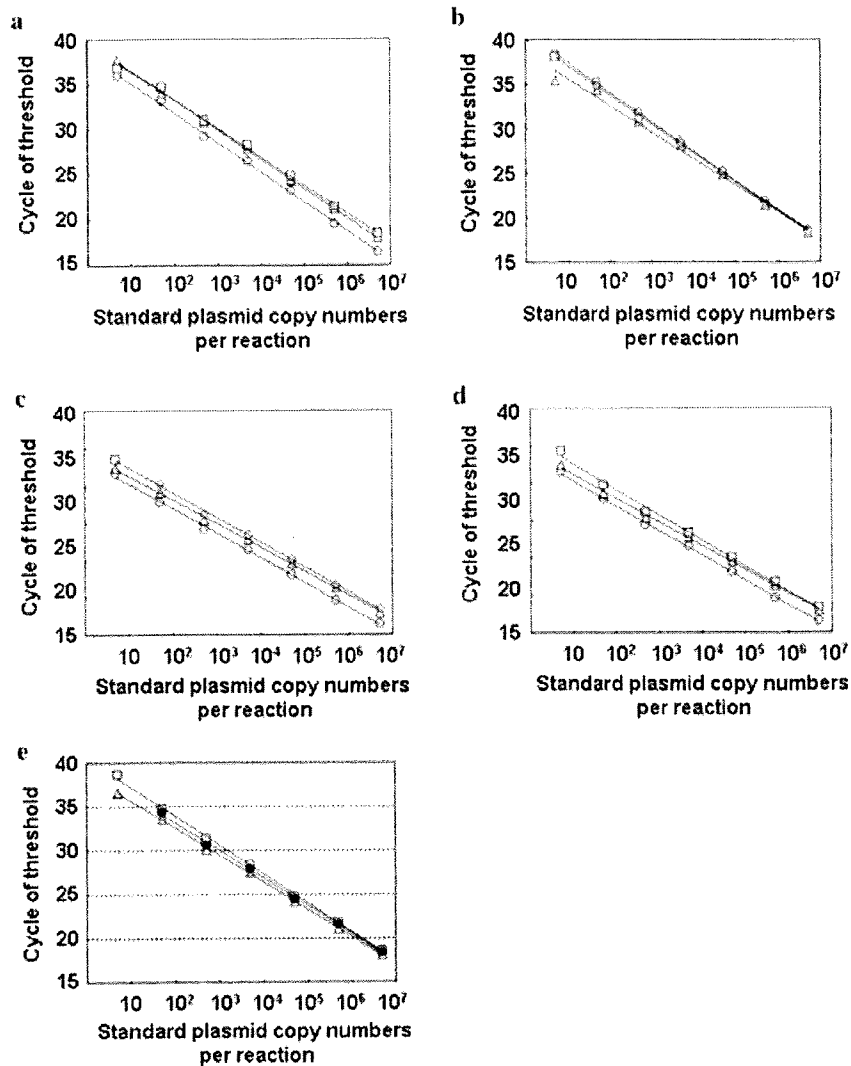 a
Cycle of threshold
40
35
30
25
20
15
10 10² 10³ 10⁴ 10⁵ 10⁶ 10⁷
Standard plasmid copy numbers
per reaction
b
Cycle of threshold
40
35
30
25
20
15
10 10² 10³ 10⁴ 10⁵ 10⁶ 10⁷
Standard plasmid copy numbers
per reaction
c
Cycle of threshold
40
35
30
25
20
15
10 10² 10³ 10⁴ 10⁵ 10⁶ 10⁷
Standard plasmid copy numbers
per reaction
d
Cycle of threshold
40
35
30
25
20
15
10 10² 10³ 10⁴ 10⁵ 10⁶ 10⁷
Standard plasmid copy numbers
per reaction
e
Cycle of threshold
40
35
30
25
20
15
10 10² 10³ 10⁴ 10⁵ 10⁶ 10⁷
Standard plasmid copy numbers
per reaction